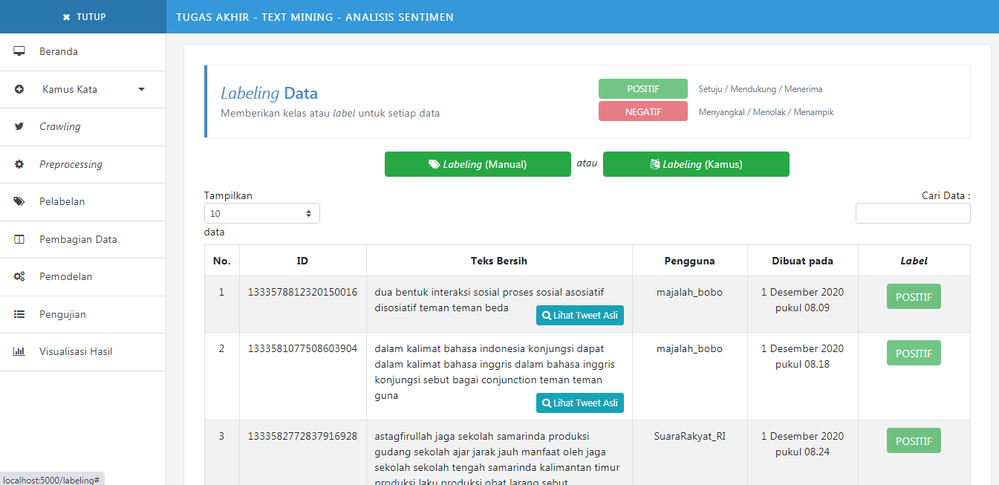 ✖ TUTUP
TUGAS AKHIR - TEXT MINING - ANALISIS SENTIMEN
Beranda
Kamus Kata
Crawling
Preprocessing
Pelabelan
Pembagian Data
Pemodelan
Pengujian
Visualisasi Hasil
Labeling Data
Memberikan kelas atau label untuk setiap data
POSITIF Setuju / Mendukung / Menerima
NEGATIF Menyangkal / Menolak / Menampik
Labeling (Manual) atau Labeling (Kamus)
Tampilkan
10
data
Cari Data :
No. ID Teks Bersih Pengguna Dibuat pada Label
1 1333578812320150016 dua bentuk interaksi sosial proses sosial asosiatif majalah_bobo 1 Desember 2020 POSITIF
disosiatif teman teman beda pukul 08.09
Lihat Tweet Asli
2 1333581077508603904 dalam kalimat bahasa indonesia konjungsi dapat majalah_bobo 1 Desember 2020 POSITIF
dalam kalimat bahasa inggris dalam bahasa inggris pukul 08.18
konjungsi sebut bagai conjunction teman teman
guna
Lihat Tweet Asli
3 1333582772837916928 astagfirullah jaga sekolah samarinda produksi SuaraRakyat_RI 1 Desember 2020 POSITIF
gudang sekolah ajar jarak jauh manfaat oleh jaga pukul 08.24
sekolah sekolah tengah samarinda kalimantan timur
produksi laku produksi obat larang sebut
localhost:5000/labeling#